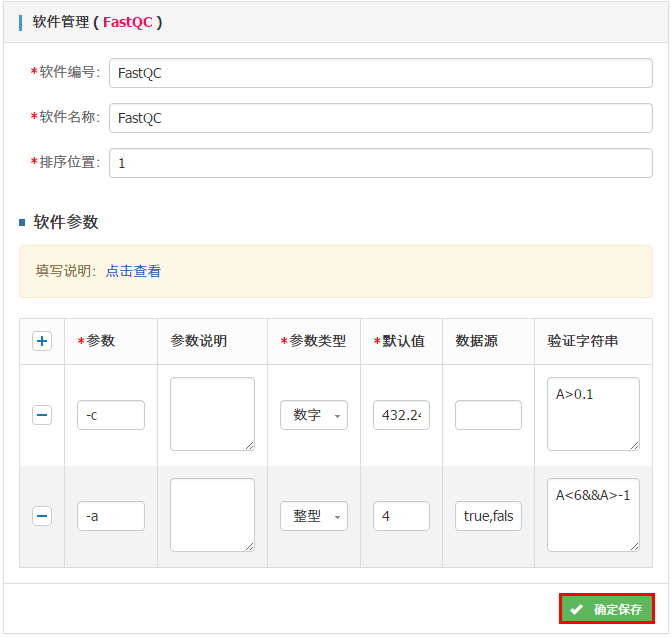 软件管理 ( FastQC )
*软件编号: FastQC
*软件名称: FastQC
*排序位置: 1
软件参数
填写说明: 点击查看
*参数 参数说明 *参数类型 *默认值 数据源 验证字符串
-c 数字 432.24 A>0.1
-a 整型 4 true,fals A<6&&A>-1
确定保存